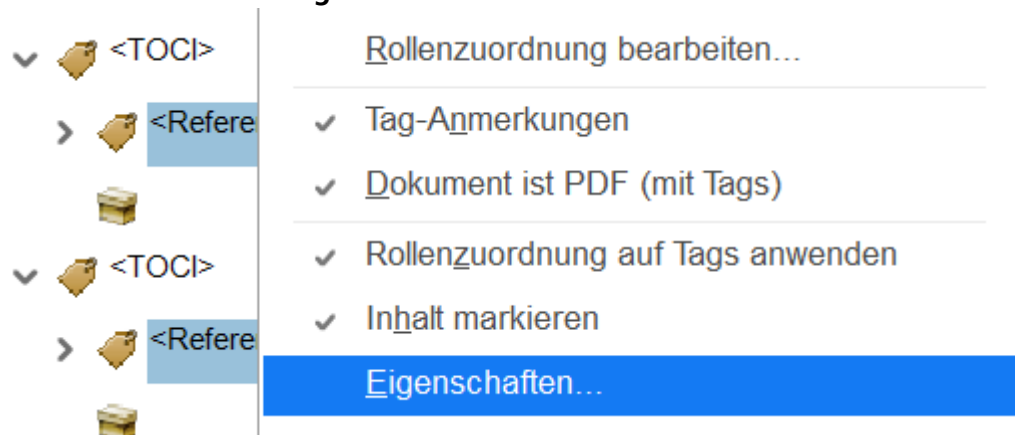 <TOCI>
<Refere
<TOCI>
<Refere
Rollenzuordnung bearbeiten...
Tag-Anmerkungen
Dokument ist PDF (mit Tags)
Rollenzuordnung auf Tags anwenden
Inhalt markieren
Eigenschaften...